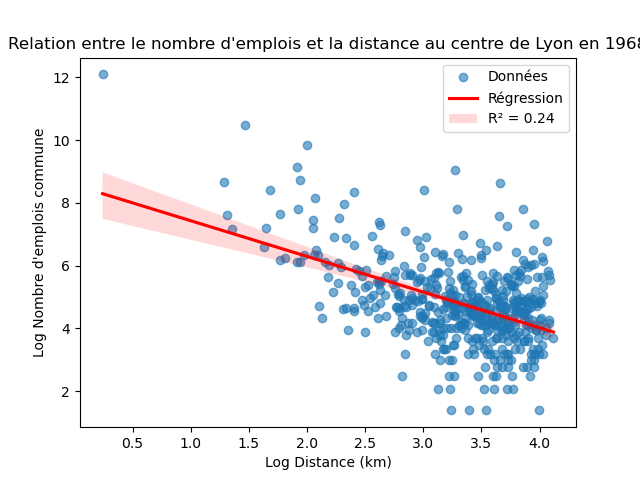 Relation entre le nombre d'emplois et la distance au centre de Lyon en 1968
Données
Régression
R² = 0.24
Log Nombre d'emplois commune
12
10
8
6
4
2
0.5 1.0 1.5 2.0 2.5 3.0 3.5 4.0
Log Distance (km)